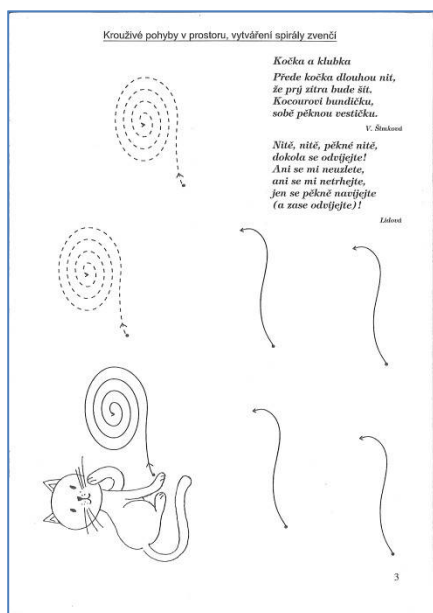 Krouživé pohyby v prostoru, vytváření spirály zvenčí
Kočka a klubka
Přede kočka dlouhou nit,
že prý zítra bude šít.
Kocourovi bundičku,
sobě pěknou vestičku.
V. Šimková
Nitě, nitě, pěkné nitě,
dokola se odvíjejte!
Ani se mi neuzlete,
ani se mi netrhejte,
jen se pěkně navíjejte
(a zase odvíjejte)!
Lidová
3